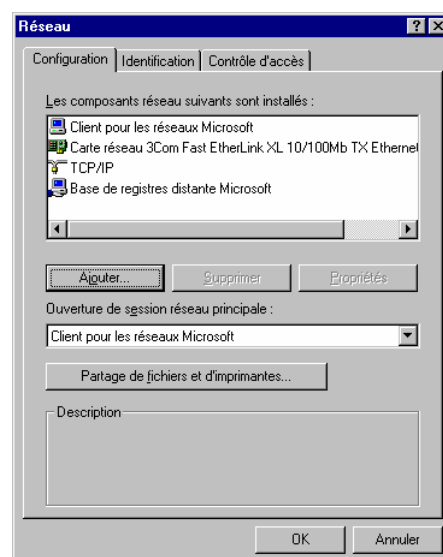 Réseau
Configuration Identification Contrôle d'accès
Les composants réseau suivants sont installés :
Client pour les réseaux Microsoft
Carte réseau 3Com Fast EtherLink XL 10/100Mb TX Ethernet
TCP/IP
Base de registres distante Microsoft
Ajouter... Supprimer Propriétés
Ouverture de session réseau principale :
Client pour les réseaux Microsoft
Partage de fichiers et d'imprimantes...
Description
OK Annuler